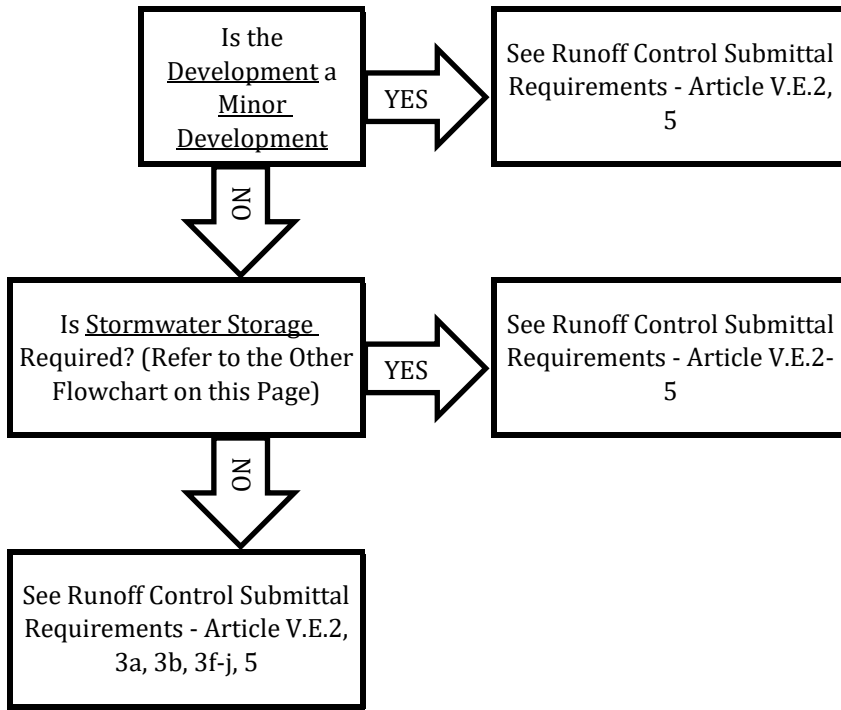 Is the
Development a
Minor
Development
YES
See Runoff Control Submittal
Requirements - Article V.E.2,
5
NO
Is Stormwater Storage
Required? (Refer to the Other
Flowchart on this Page)
YES
See Runoff Control Submittal
Requirements - Article V.E.2-
5
NO
See Runoff Control Submittal
Requirements - Article V.E.2,
3a, 3b, 3f-j, 5